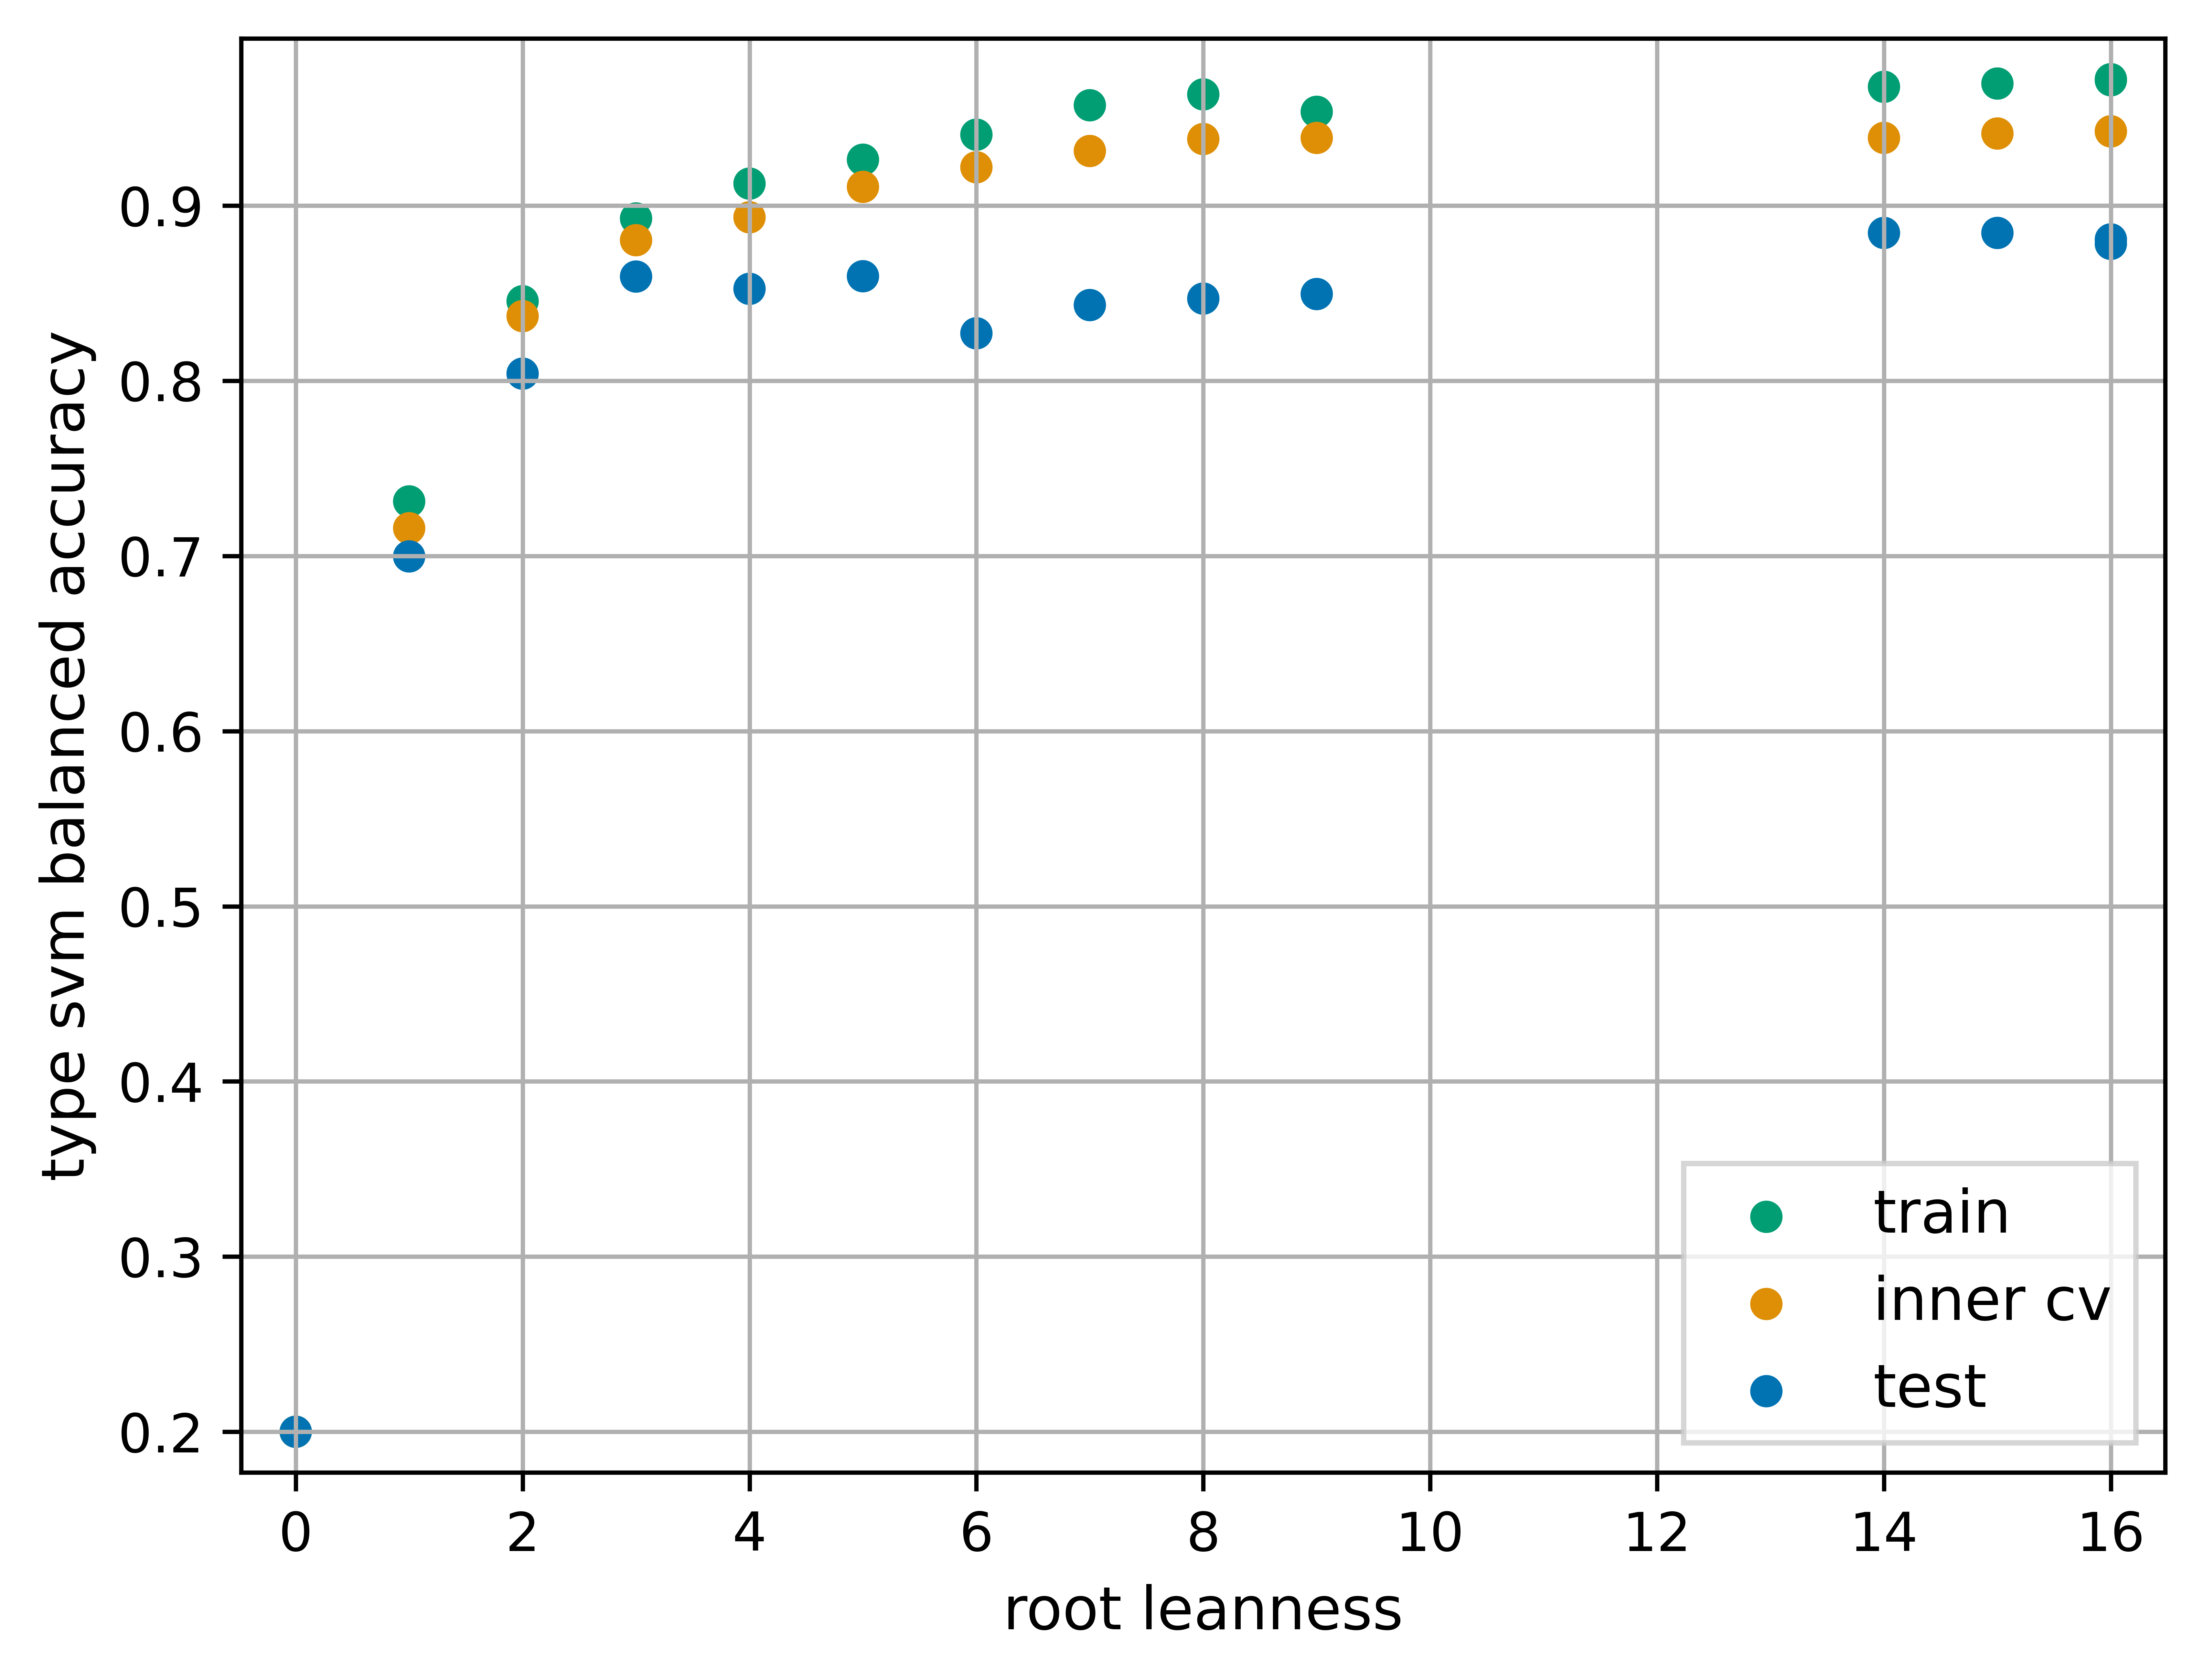 type svm balanced accuracy
0.9
0.8
0.7
0.6
0.5
0.4
0.3
0.2
train
inner cv
test
0 2 4 6 8 10 12 14 16
root leanness